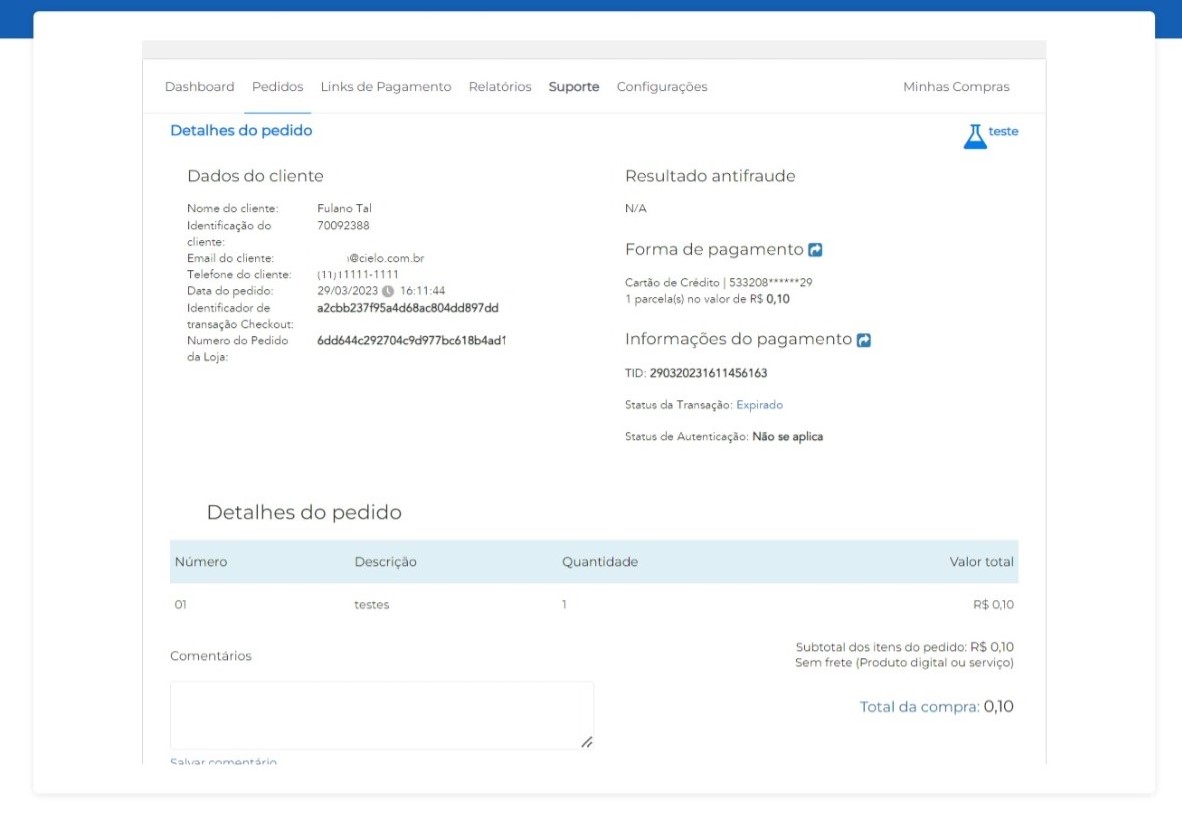 Dashboard Pedidos Links de Pagamento Relatórios Suporte Configurações Minhas Compras
Detalhes do pedido
teste
Dados do cliente
Nome do cliente: Fulano Tal
Identificação do cliente: 70092388
Email do cliente: @cielo.com.br
Telefone do cliente: (11)11111-1111
Data do pedido: 29/03/2023 16:11:44
Identificador de transação Checkout: a2cbb237f95a4d68ac804dd897dd
Numero do Pedido da Loja: 6dd644c292704c9d977bc618b4ad1
Resultado antifraude
N/A
Forma de pagamento
Cartão de Crédito | 533208******29
1 parcela(s) no valor de R$ 0,10
Informações do pagamento
TID: 290320231611456163
Status da Transação: Expirado
Status de Autenticação: Não se aplica
Detalhes do pedido
Número Descrição Quantidade Valor total
01 testes 1 R$ 0,10
Subtotal dos itens do pedido: R$ 0,10
Sem frete (Produto digital ou serviço)
Comentários
Total da compra: 0,10
Salvar comentário